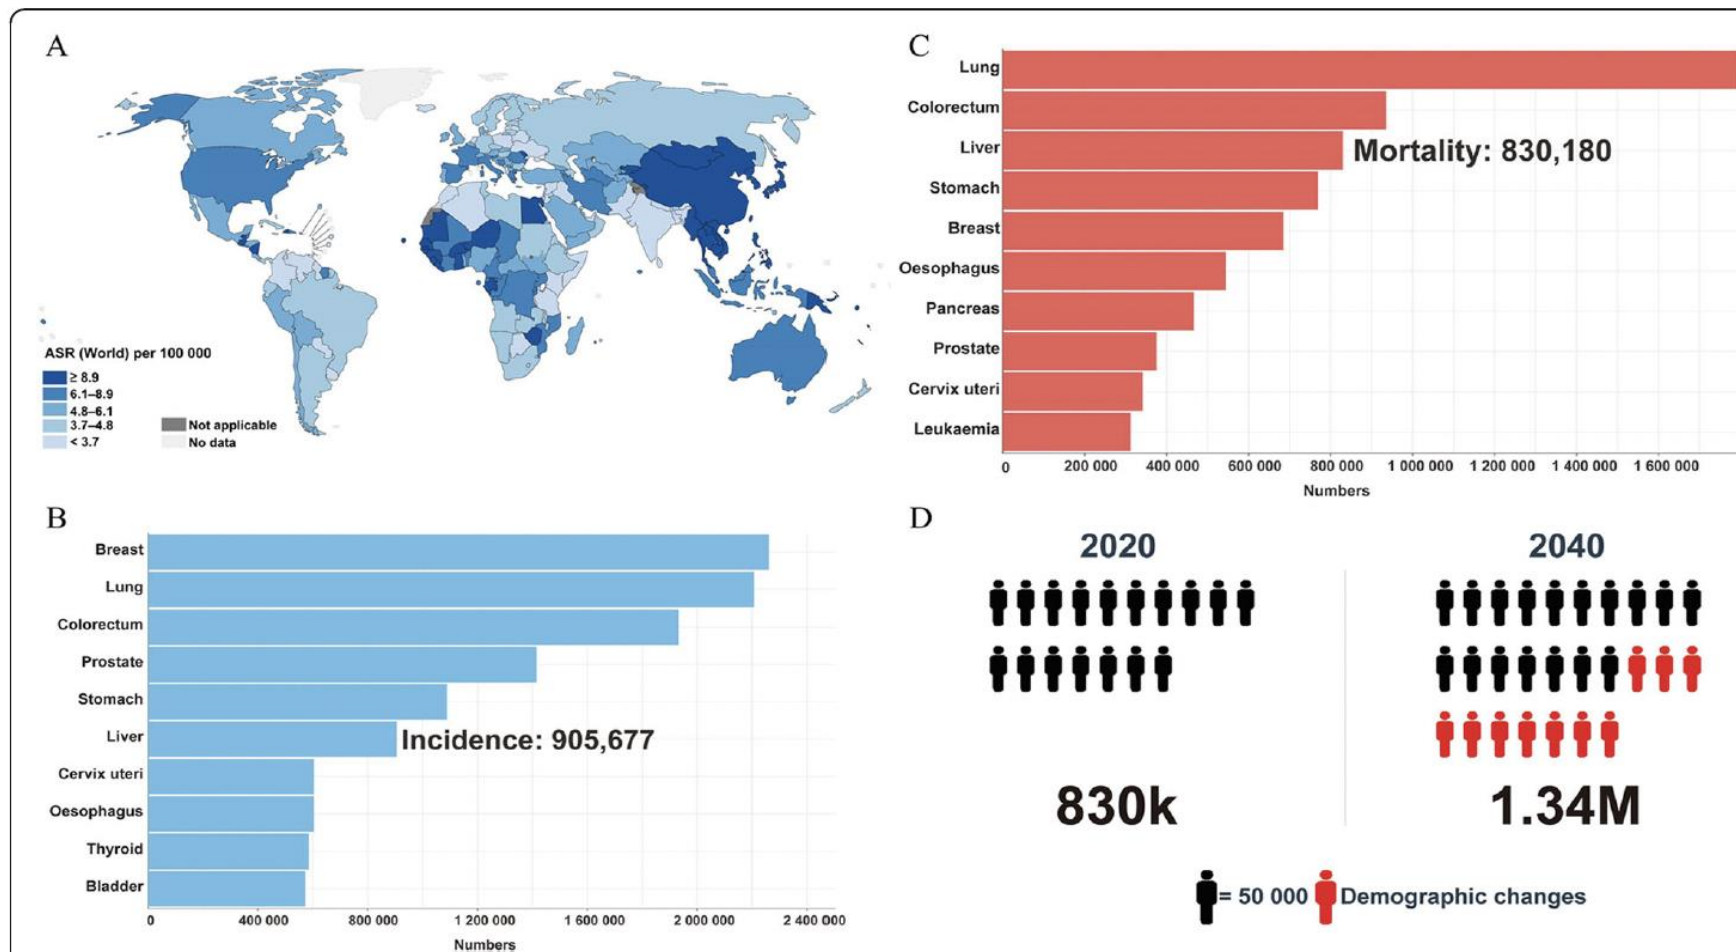 A
ASR (World) per 100 000
≥ 8.9
6.1–8.9
4.8–6.1
3.7–4.8
< 3.7
Not applicable
No data
B
Breast
Lung
Colorectum
Prostate
Stomach
Liver
Incidence: 905,677
Cervix uteri
Oesophagus
Thyroid
Bladder
0 400 000 800 000 1 200 000 1 600 000 2 000 000 2 400 000
Numbers
C
Lung
Colorectum
Liver
Mortality: 830,180
Stomach
Breast
Oesophagus
Pancreas
Prostate
Cervix uteri
Leukaemia
0 200 000 400 000 600 000 800 000 1 000 000 1 200 000 1 400 000 1 600 000
Numbers
D
2020 2040
830k 1.34M
= 50 000 Demographic changes